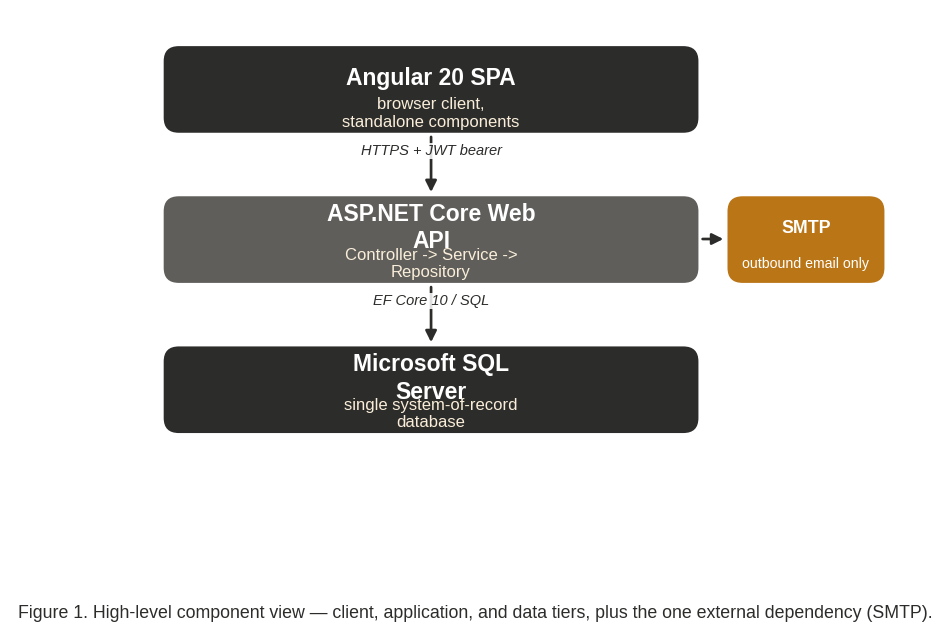 Angular 20 SPA
browser client,
standalone components
HTTPS + JWT bearer
ASP.NET Core Web
API
Controller -> Service ->
Repository
SMTP
outbound email only
EF Core 10 / SQL
Microsoft SQL
Server
single system-of-record
database
Figure 1. High-level component view — client, application, and data tiers, plus the one external dependency (SMTP).